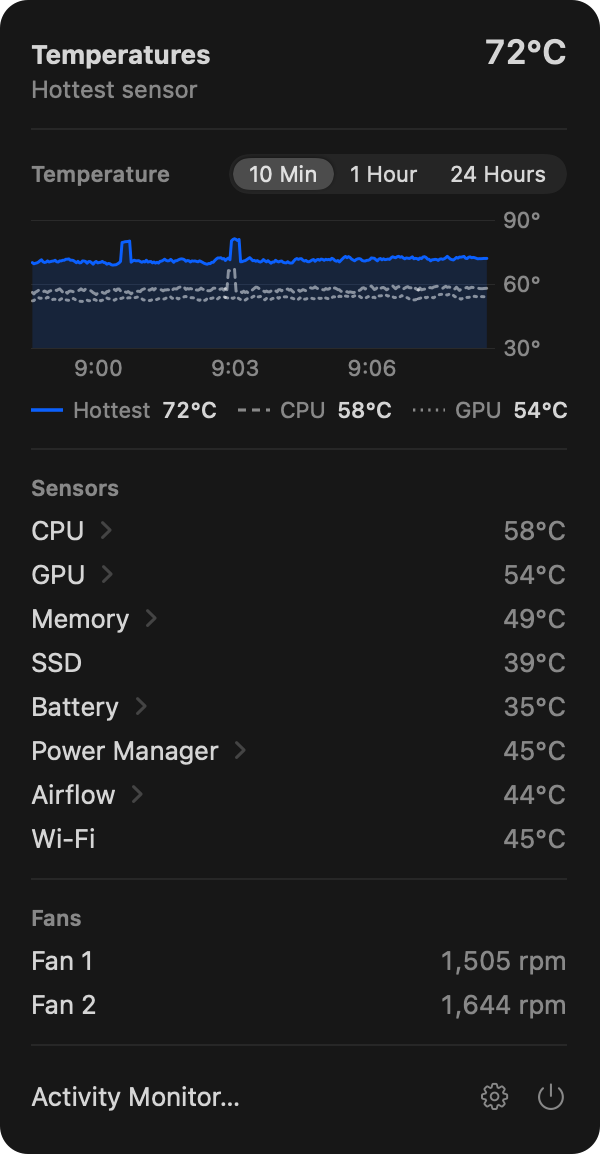 Temperatures 72°C
Hottest sensor
Temperature 10 Min 1 Hour 24 Hours
90°
60°
30°
9:00 9:03 9:06
Hottest 72°C CPU 58°C GPU 54°C
Sensors
CPU 58°C
GPU 54°C
Memory 49°C
SSD 39°C
Battery 35°C
Power Manager 45°C
Airflow 44°C
Wi-Fi 45°C
Fans
Fan 1 1,505 rpm
Fan 2 1,644 rpm
Activity Monitor...